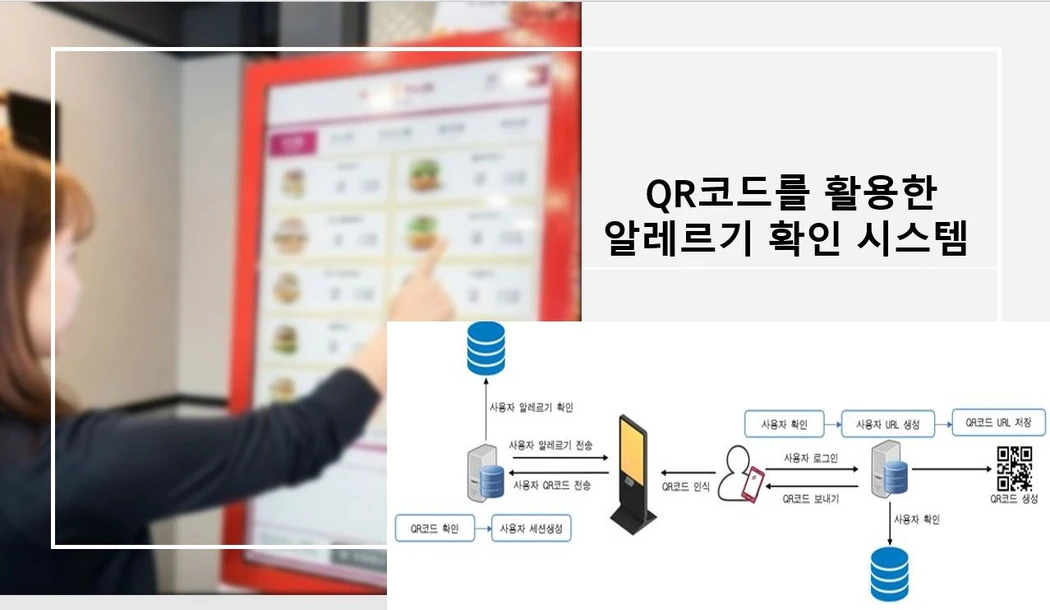 QR코드를 활용한
알레르기 확인 시스템
사용자 알레르기 확인
사용자 확인
사용자 URL 생성
QR코드 URL 저장
사용자 알레르기 전송
사용자 로그인
사용자 QR코드 전송
QR코드 인식
QR코드 보내기
QR코드 생성
QR코드 확인
사용자 세션생성
사용자 확인